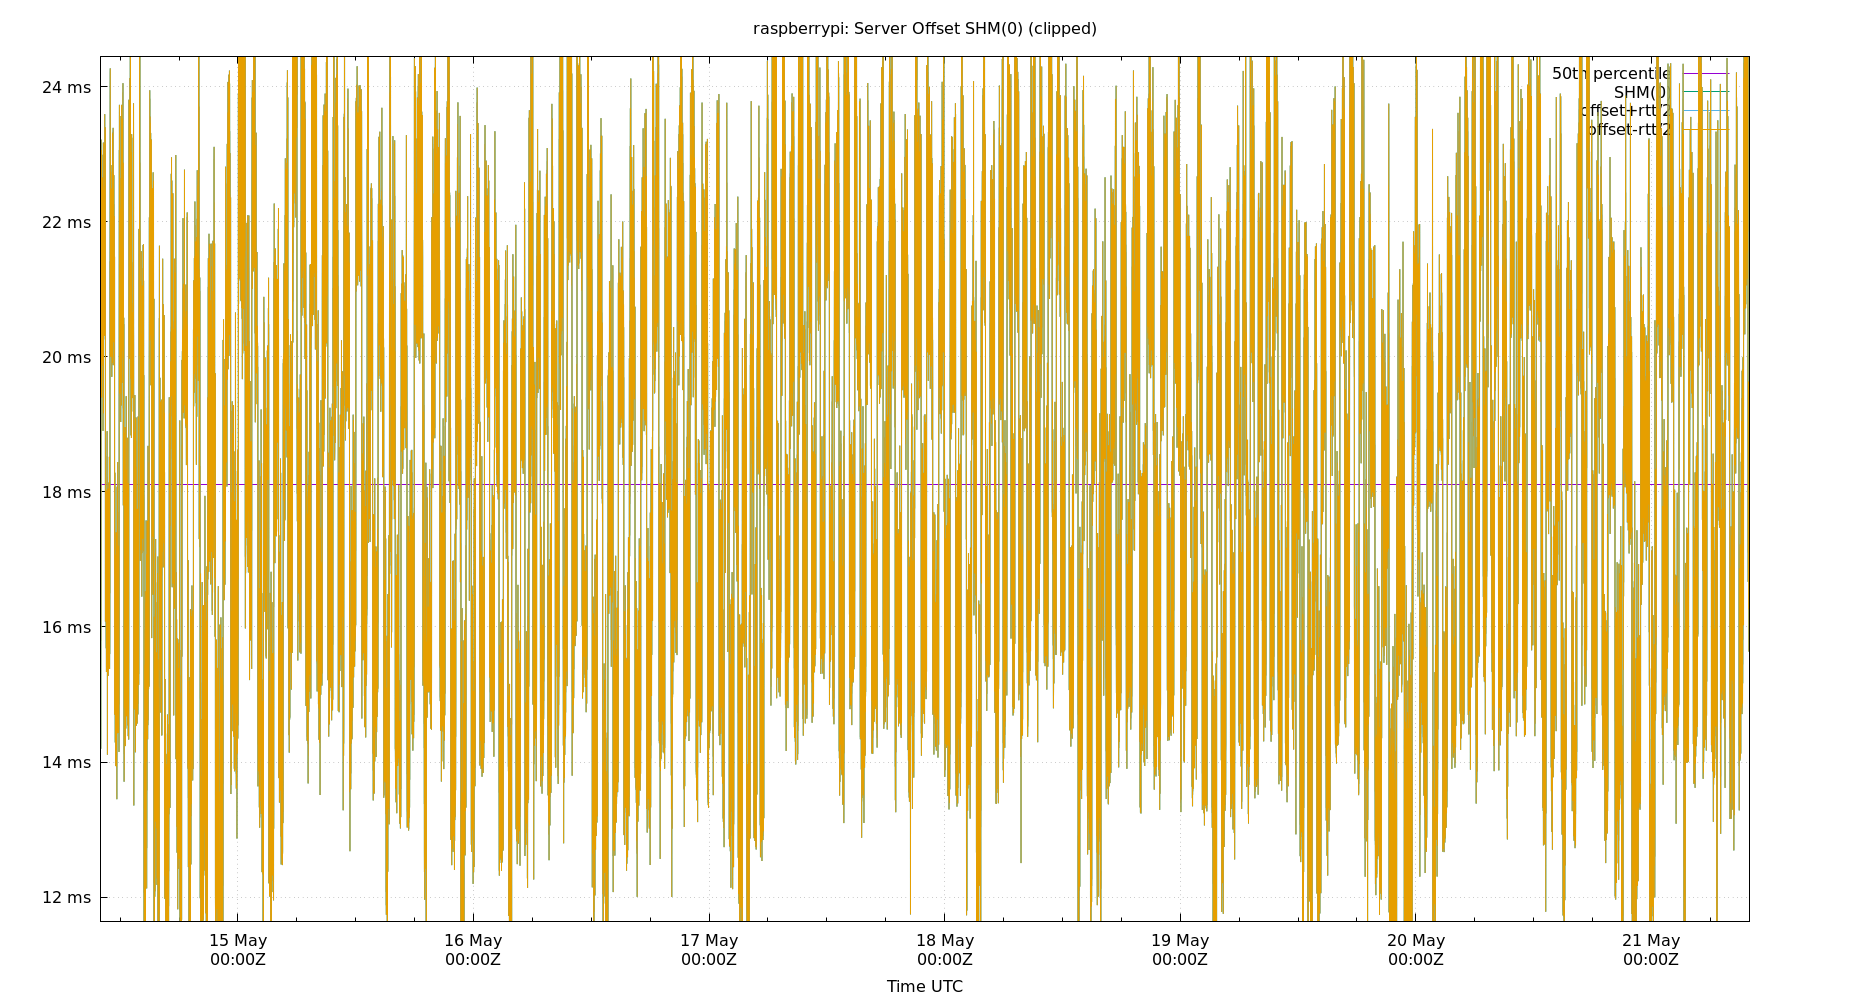 raspberrypi: Server Offset SHM(0) (clipped)
24 ms
22 ms
20 ms
18 ms
16 ms
14 ms
12 ms
50th percentile
SHM(0)
offset+rtt/2
offset-rtt/2
15 May
00:00Z
16 May
00:00Z
17 May
00:00Z
18 May
00:00Z
19 May
00:00Z
20 May
00:00Z
21 May
00:00Z
Time UTC